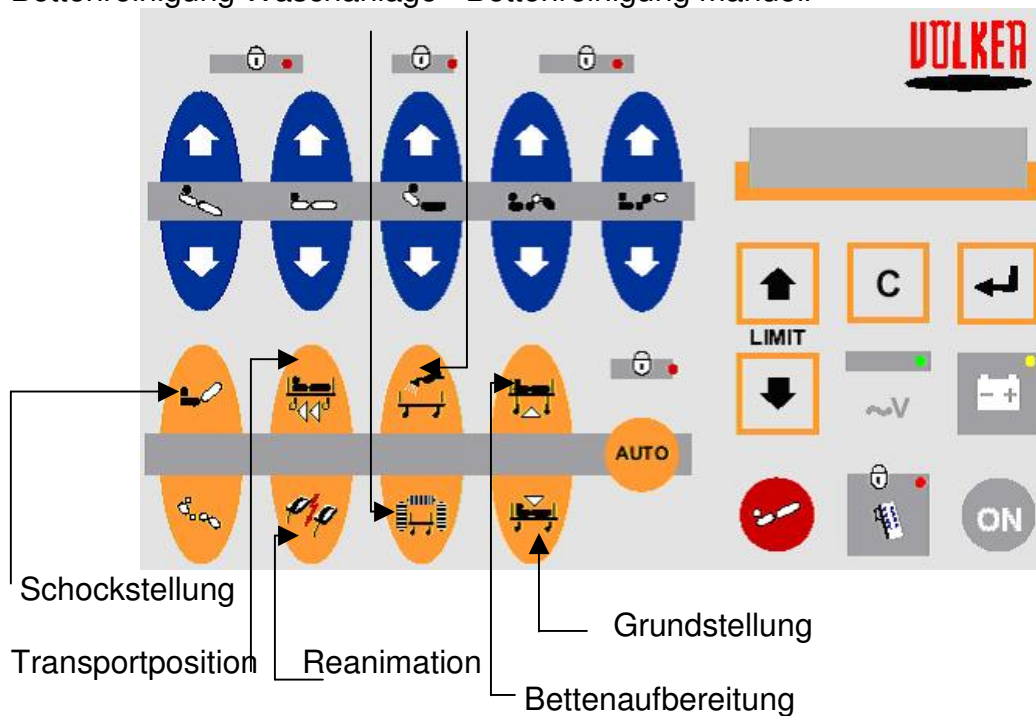 Bettenreinigung Waschanlage Bettenreinigung manuell
VÖLKER
C
LIMIT
~V
- +
AUTO
ON
Schockstellung
Grundstellung
Transportposition Reanimation
Bettenaufbereitung